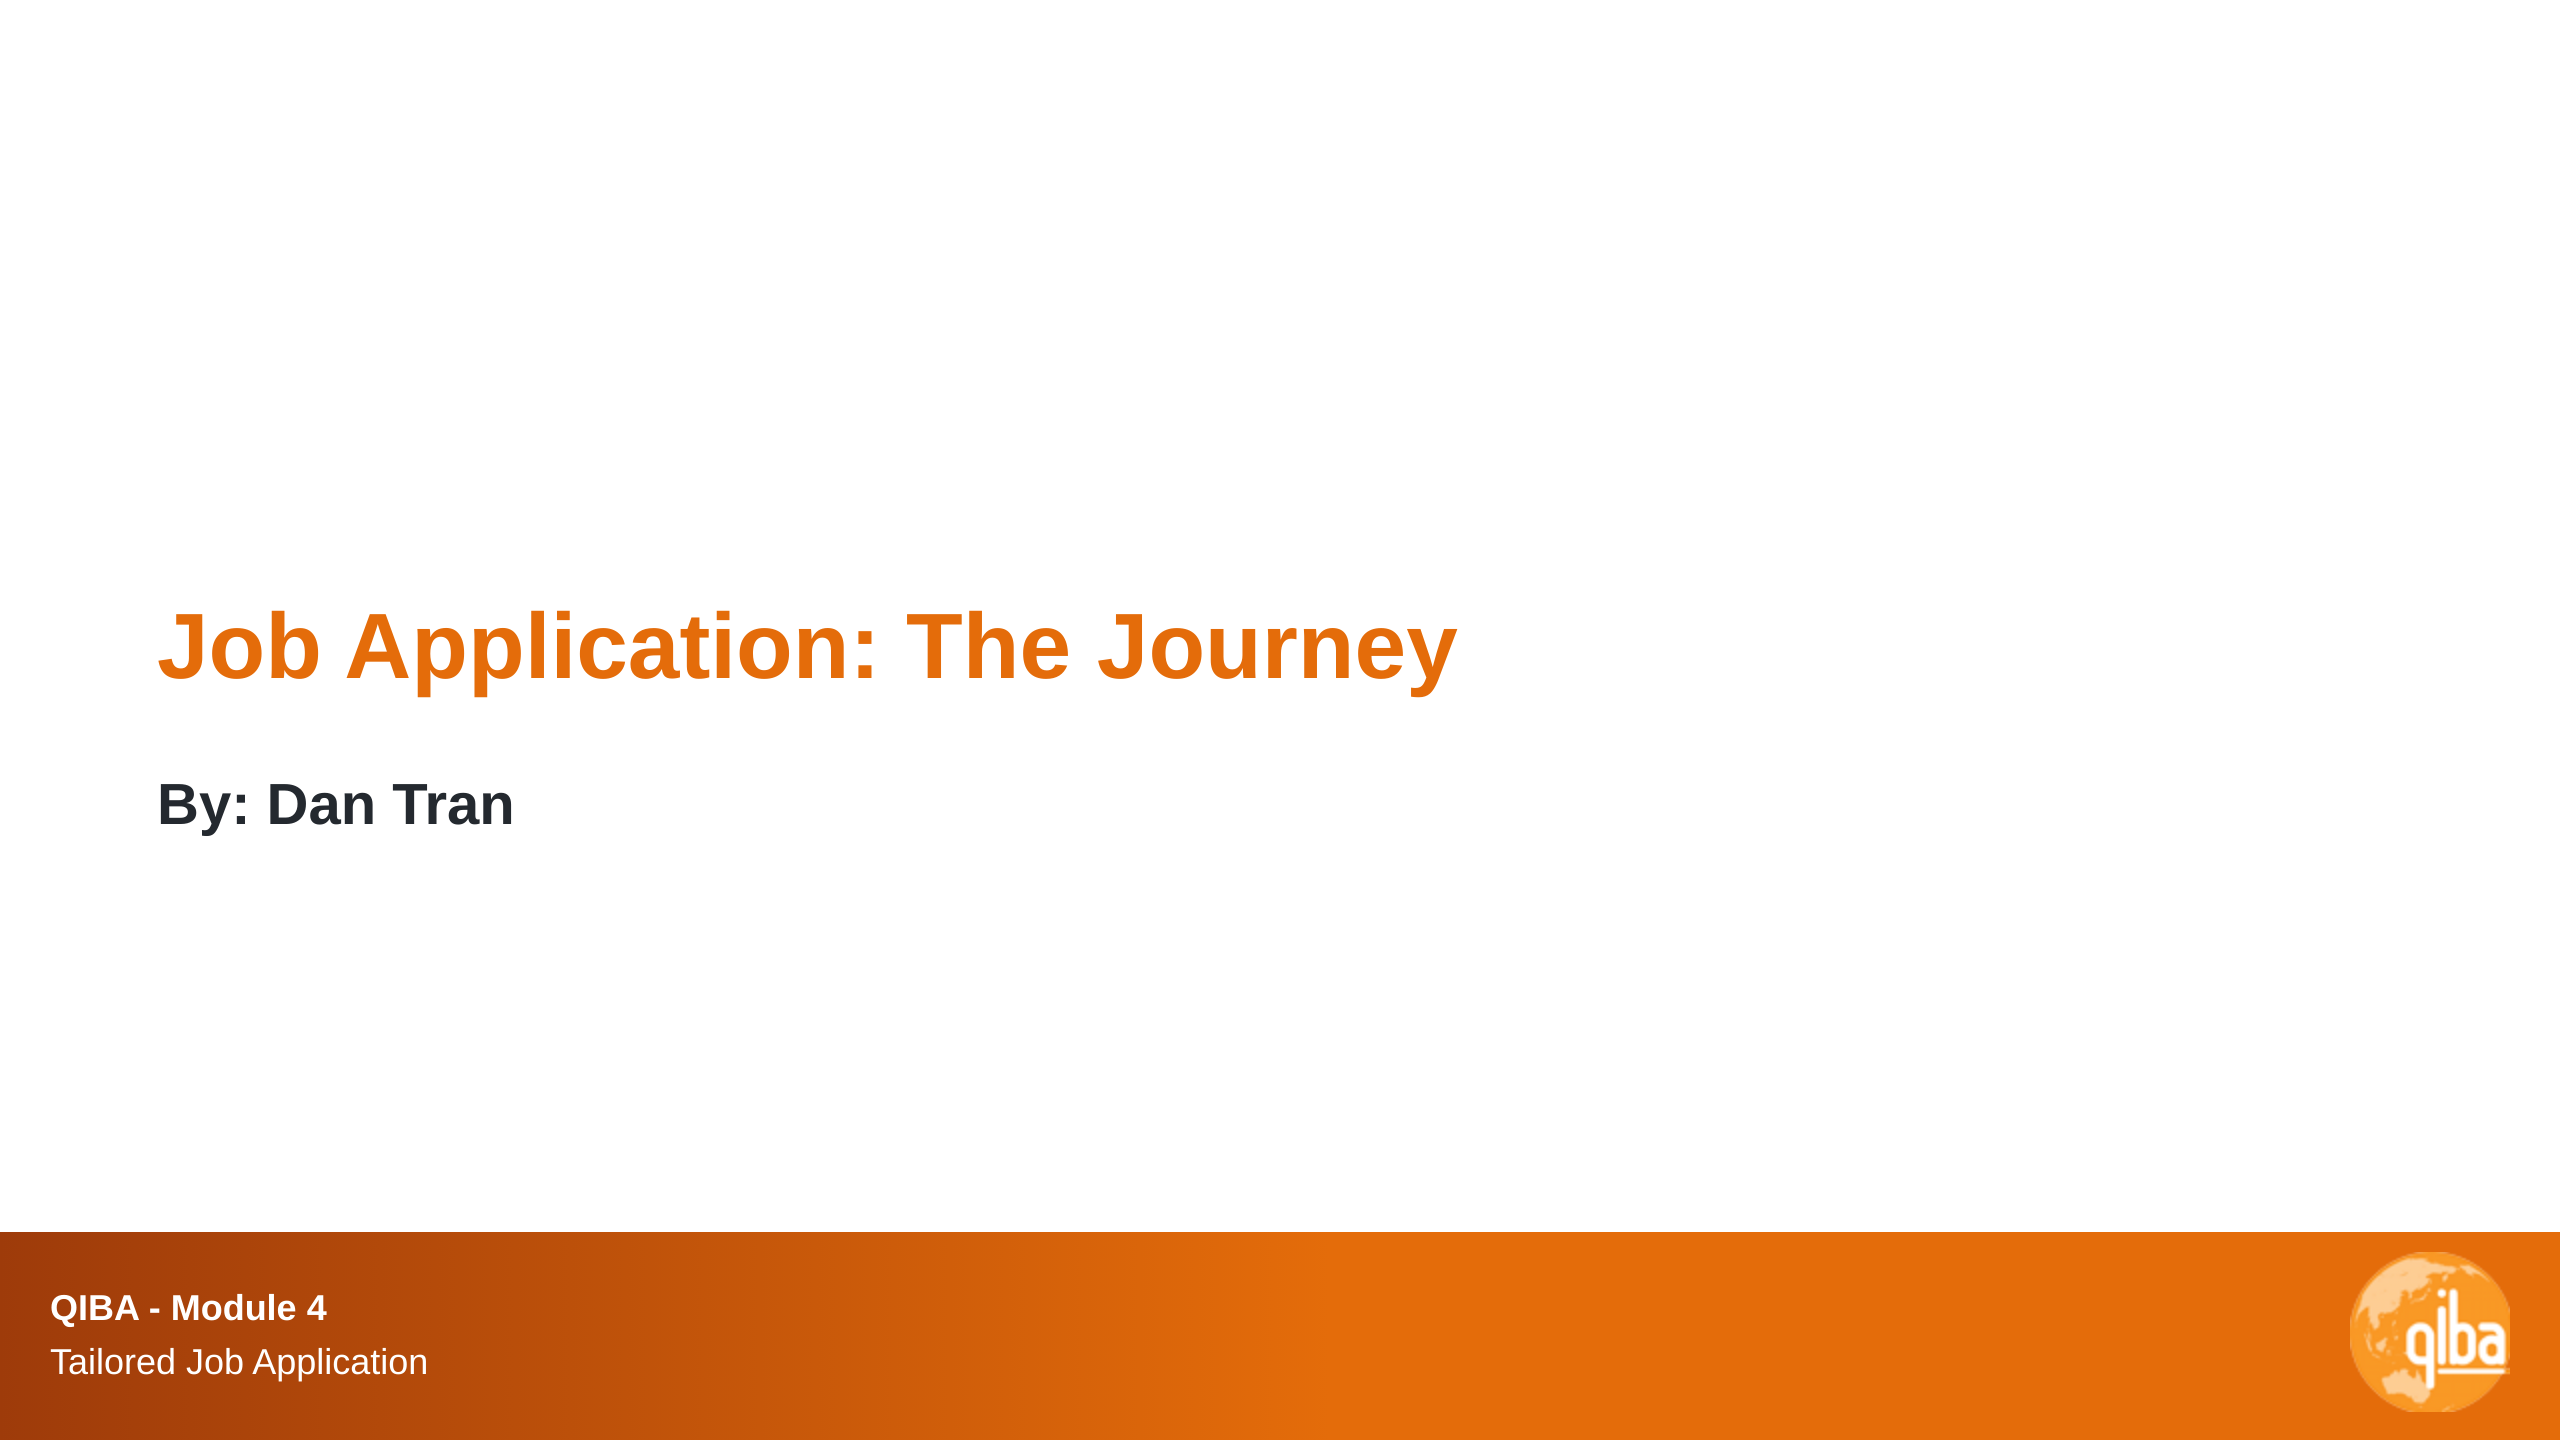 Job Application: The Journey
By: Dan Tran
QIBA - Module 4
Tailored Job Application
qiba